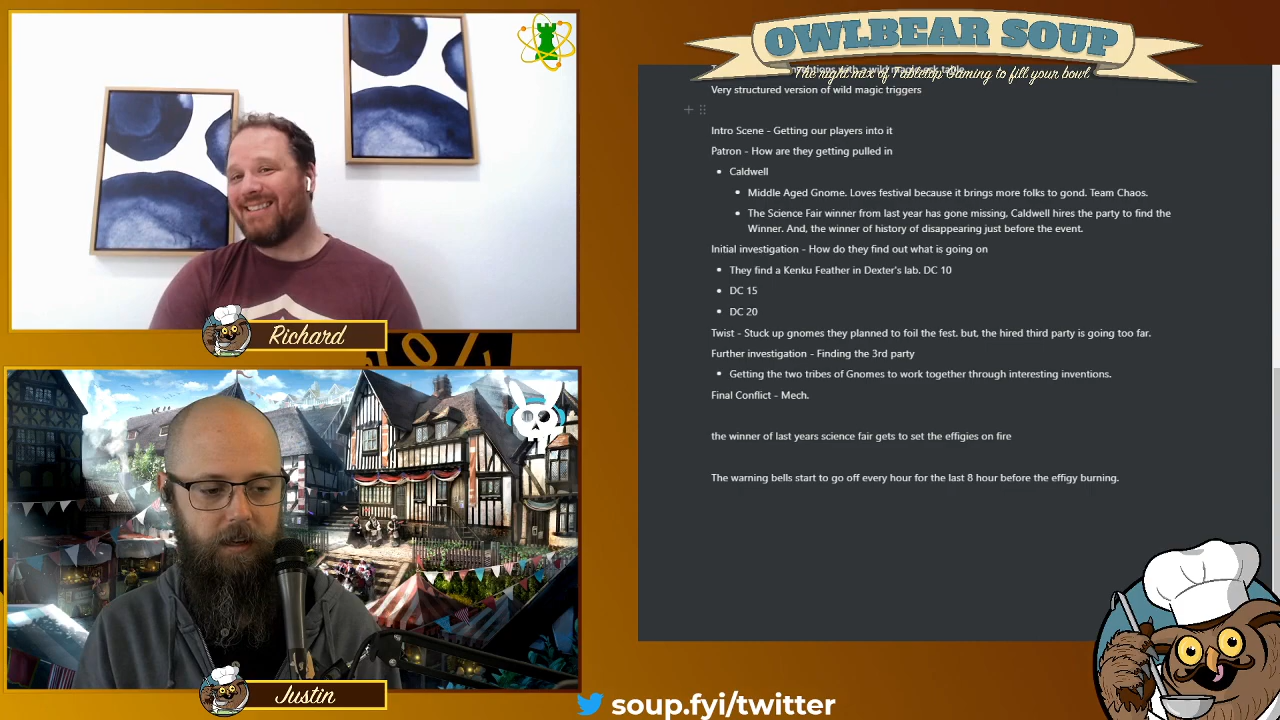 OWLBEAR SOUP
The right mix of Tabletop Gaming to fill your bowl.
with a wild magic esk table
Very structured version of wild magic triggers
Intro Scene - Getting our players into it
Patron - How are they getting pulled in
Caldwell
Middle Aged Gnome. Loves festival because it brings more folks to gond. Team Chaos.
The Science Fair winner from last year has gone missing, Caldwell hires the party to find the
Winner. And, the winner of history of disappearing just before the event.
Initial investigation - How do they find out what is going on
They find a Kenku Feather in Dexter's lab. DC 10
DC 15
DC 20
Twist - Stuck up gnomes they planned to foil the fest. but, the hired third party is going too far.
Further investigation - Finding the 3rd party
Getting the two tribes of Gnomes to work together through interesting inventions.
Final Conflict - Mech.
the winner of last years science fair gets to set the effigies on fire
The warning bells start to go off every hour for the last 8 hour before the effigy burning.
Richard
Justin
soup.fyi/twitter